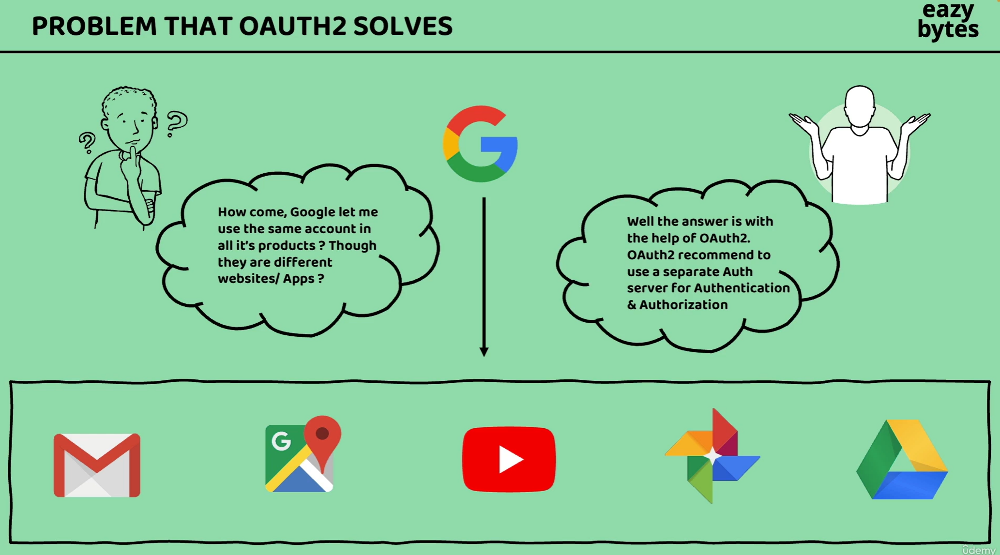 PROBLEM THAT OAUTH2 SOLVES
eazy
bytes
?
?
How come, Google let me
use the same account in
all it's products ? Though
they are different
websites/ Apps ?
G
Well the answer is with
the help of OAuth2.
OAuth2 recommend to
use a separate Auth
server for Authentication
& Authorization
G
udemy